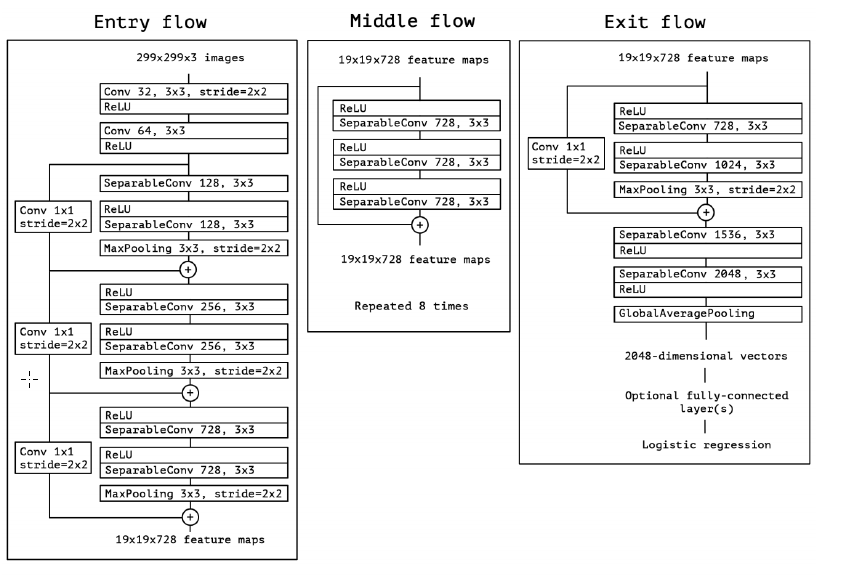 Entry flow
299x299x3 images
Conv 32, 3x3, stride=2x2
ReLU
Conv 64, 3x3
ReLU
SeparableConv 128, 3x3
Conv 1x1
stride=2x2
ReLU
SeparableConv 128, 3x3
MaxPooling 3x3, stride=2x2
+
ReLU
SeparableConv 256, 3x3
Conv 1x1
stride=2x2
ReLU
SeparableConv 256, 3x3
MaxPooling 3x3, stride=2x2
+
ReLU
SeparableConv 728, 3x3
Conv 1x1
stride=2x2
ReLU
SeparableConv 728, 3x3
MaxPooling 3x3, stride=2x2
+
19x19x728 feature maps
Middle flow
19x19x728 feature maps
ReLU
SeparableConv 728, 3x3
ReLU
SeparableConv 728, 3x3
ReLU
SeparableConv 728, 3x3
+
19x19x728 feature maps
Repeated 8 times
Exit flow
19x19x728 feature maps
ReLU
SeparableConv 728, 3x3
Conv 1x1
stride=2x2
ReLU
SeparableConv 1024, 3x3
MaxPooling 3x3, stride=2x2
+
SeparableConv 1536, 3x3
ReLU
SeparableConv 2048, 3x3
ReLU
GlobalAveragePooling
2048-dimensional vectors
Optional fully-connected
layer(s)
Logistic regression